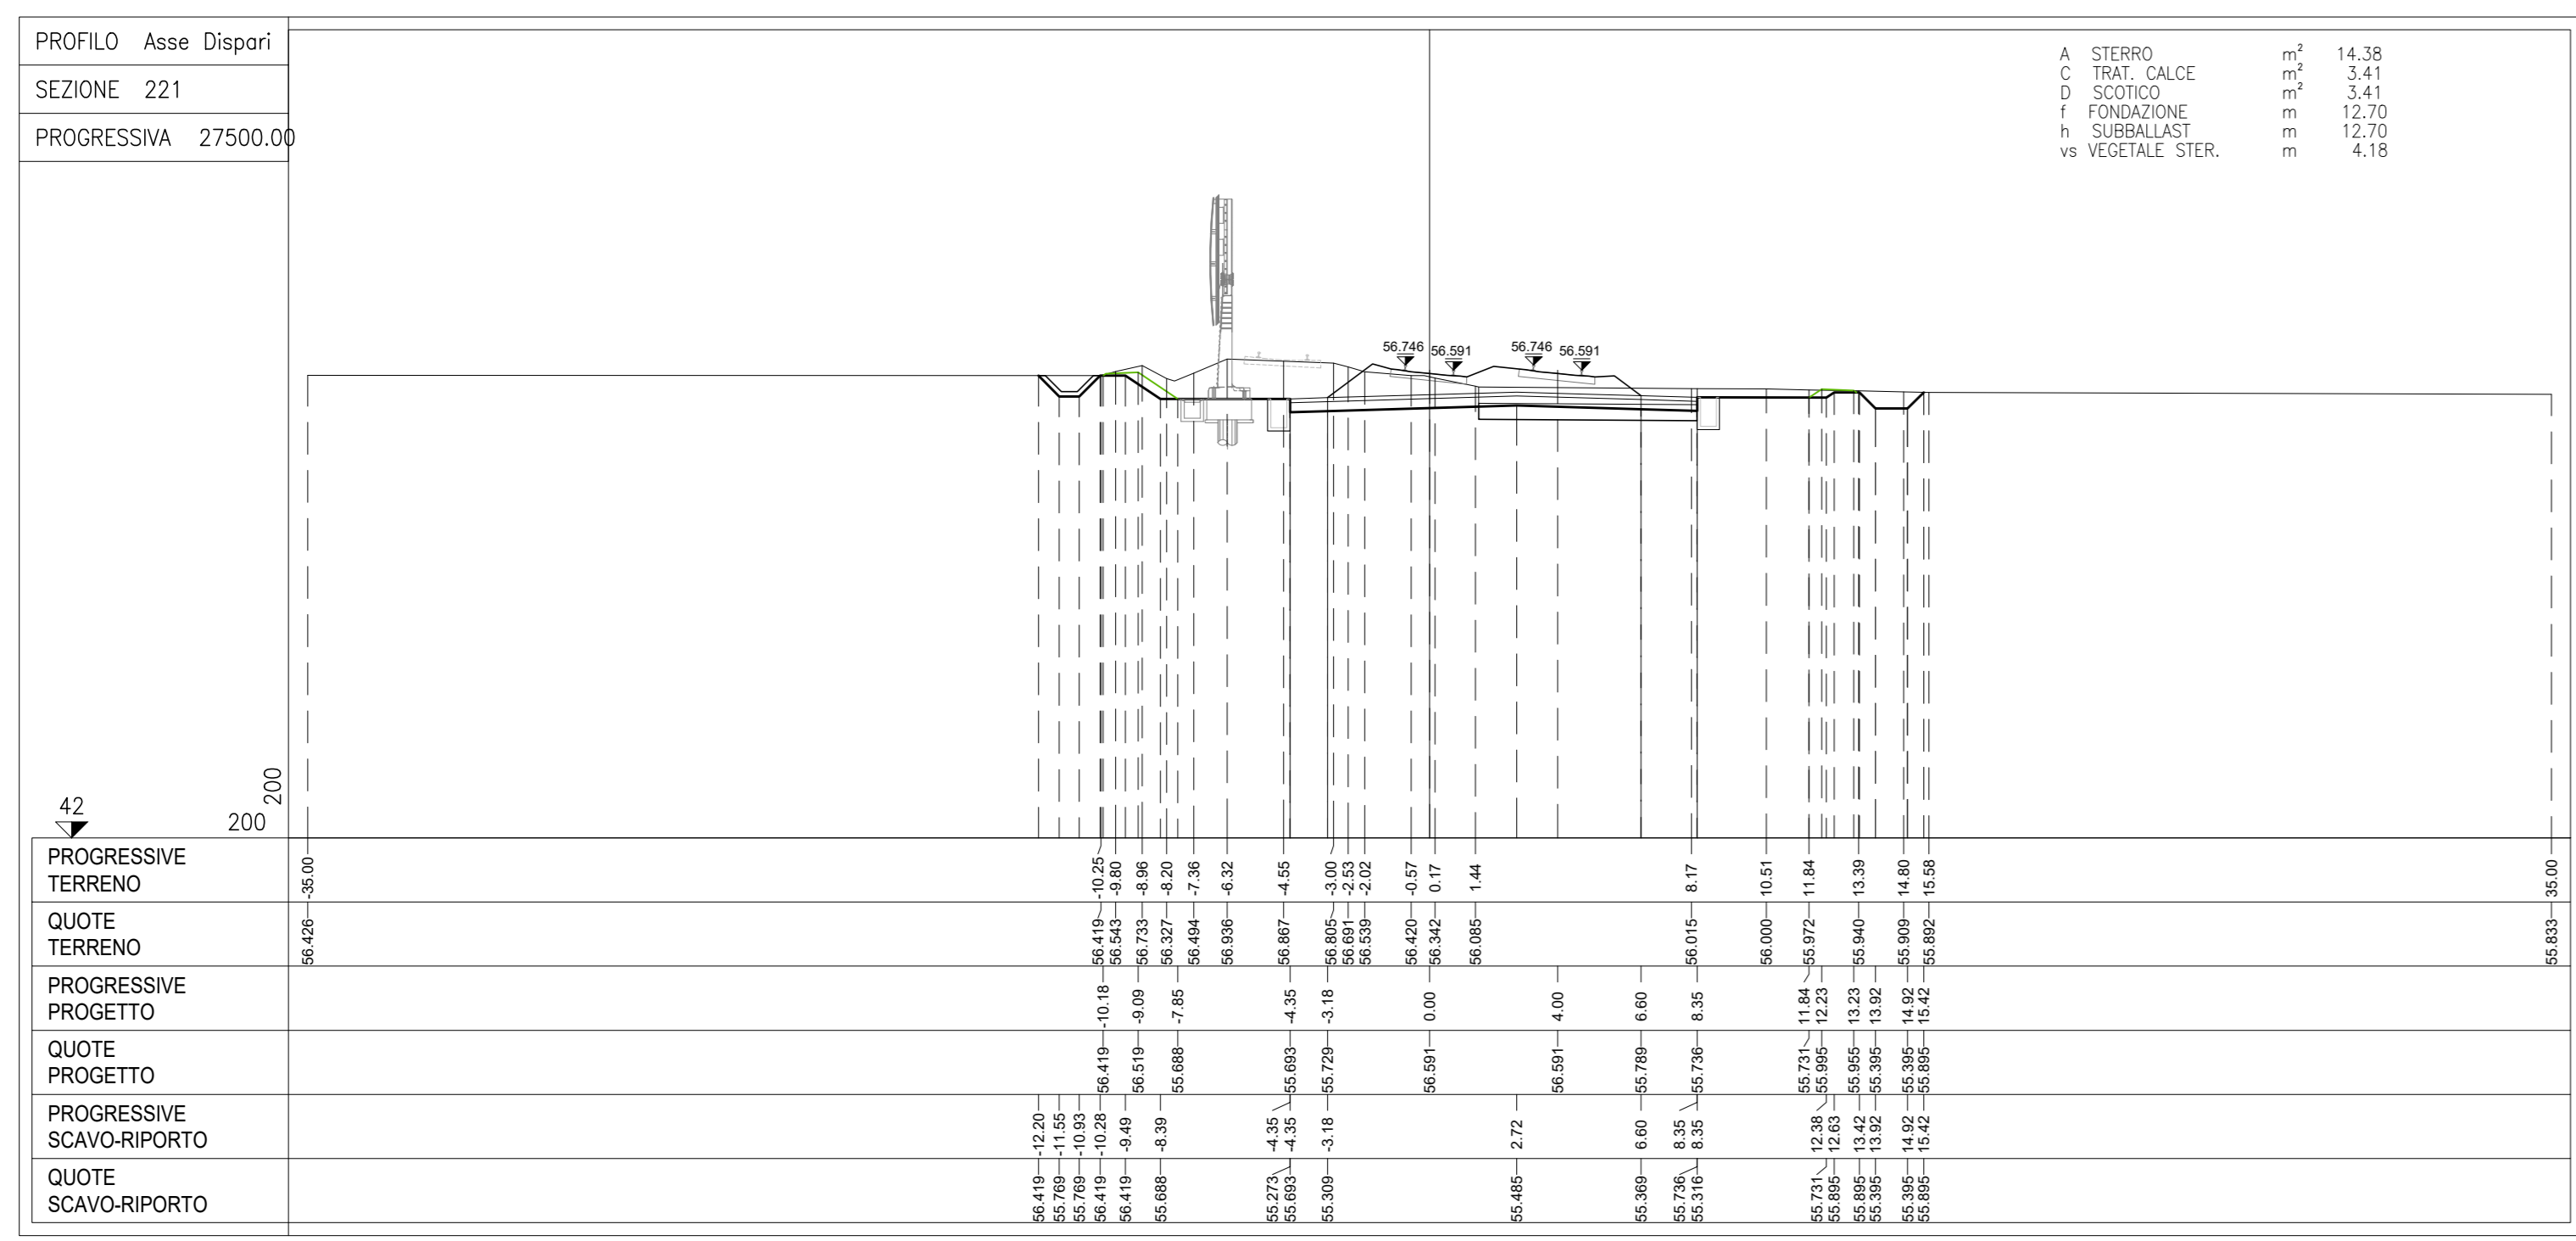 PROFILO Asse Dispari
SEZIONE 221
PROGRESSIVA 27500.00
A STERRO m² 14.38
C TRAT. CALCE m² 3.41
D SCOTICO m² 3.41
f FONDAZIONE m 12.70
h SUBBALLAST m 12.70
vs VEGETALE STER. m 4.18
56.746 56.591 56.746 56.591
200
42
200
PROGRESSIVE
TERRENO
-35.00 -10.25 -9.80 -8.96 -8.20 -7.36 -6.32 -4.55 -3.00 -2.53 -2.02 -0.57 0.17 1.44 8.17 10.51 11.84 13.39 14.80 15.58 35.00
QUOTE
TERRENO
56.426 56.419 56.543 56.733 56.327 56.494 56.936 56.867 56.805 56.691 56.539 56.420 56.342 56.085 56.015 56.000 55.972 55.940 55.909 55.892 55.833
PROGRESSIVE
PROGETTO
-10.18 -9.09 -7.85 -4.35 -3.18 0.00 4.00 6.60 8.35 11.84 12.23 13.23 13.92 14.92 15.42
QUOTE
PROGETTO
56.419 56.519 55.688 55.693 55.729 56.591 56.591 55.789 55.736 55.731 55.995 55.955 55.395 55.395 55.895
PROGRESSIVE
SCAVO-RIPORTO
-12.20 -11.55 -10.93 -10.28 -9.49 -8.39 -4.35 -4.35 -3.18 2.72 6.60 8.35 8.35 12.38 12.63 13.42 13.92 14.92 15.42
QUOTE
SCAVO-RIPORTO
56.419 55.769 55.769 56.419 56.419 55.688 55.273 55.693 55.309 55.485 55.369 55.736 55.316 55.731 55.895 55.895 55.395 55.395 55.895